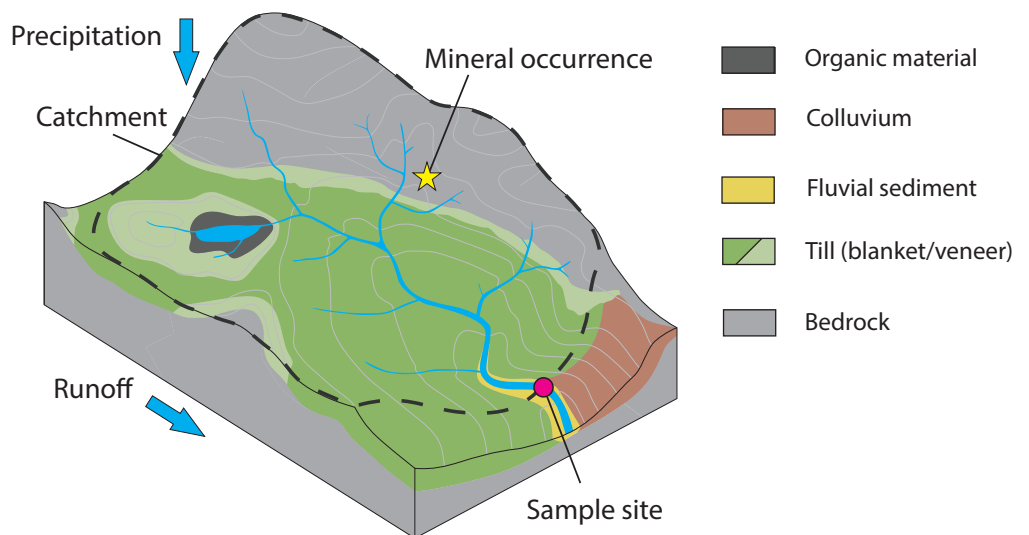 Precipitation
Mineral occurrence
Catchment
Runoff
Sample site
Organic material
Colluvium
Fluvial sediment
Till (blanket/veneer)
Bedrock